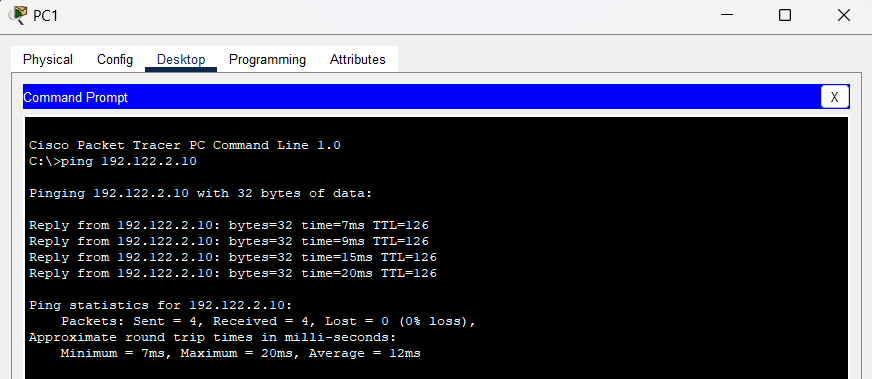 PC1
Physical Config Desktop Programming Attributes
Command Prompt X
Cisco Packet Tracer PC Command Line 1.0
C:\>ping 192.122.2.10
Pinging 192.122.2.10 with 32 bytes of data:
Reply from 192.122.2.10: bytes=32 time=7ms TTL=126
Reply from 192.122.2.10: bytes=32 time=9ms TTL=126
Reply from 192.122.2.10: bytes=32 time=15ms TTL=126
Reply from 192.122.2.10: bytes=32 time=20ms TTL=126
Ping statistics for 192.122.2.10:
Packets: Sent = 4, Received = 4, Lost = 0 (0% loss),
Approximate round trip times in milli-seconds:
Minimum = 7ms, Maximum = 20ms, Average = 12ms